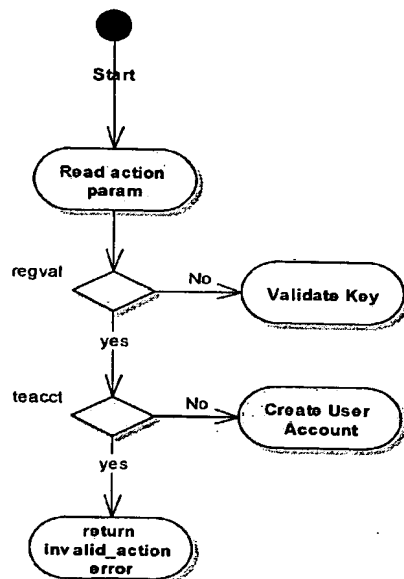 Start
Read action
param
regval
No
Validate Key
yes
teacct
No
Create User
Account
yes
return
invalid_action
error